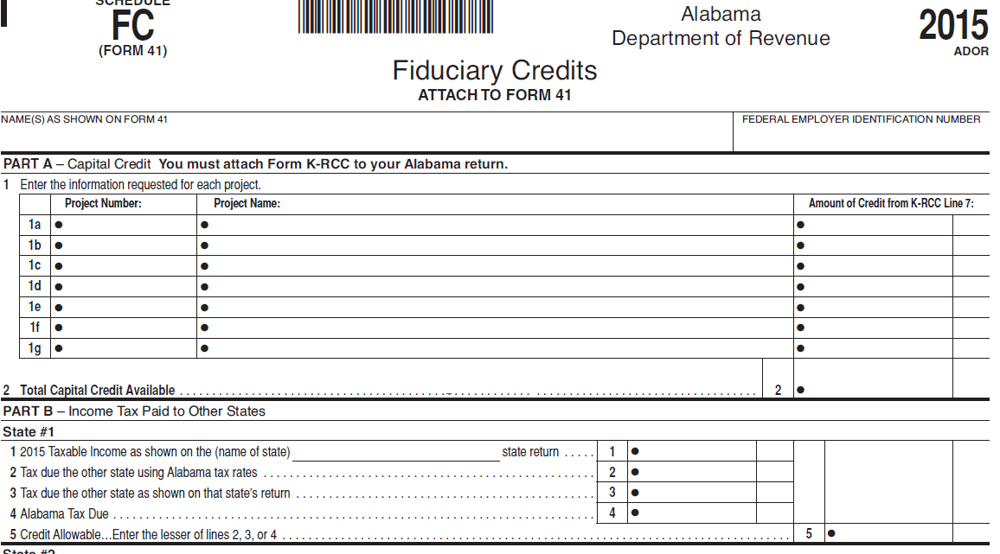 SCHEDULE
FC
(FORM 41)
Alabama
Department of Revenue
2015
ADOR
Fiduciary Credits
ATTACH TO FORM 41
NAME(S) AS SHOWN ON FORM 41
FEDERAL EMPLOYER IDENTIFICATION NUMBER
PART A – Capital Credit You must attach Form K-RCC to your Alabama return.
1 Enter the information requested for each project.
Project Number: Project Name: Amount of Credit from K-RCC Line 7:
1a ● ● ●
1b ● ● ●
1c ● ● ●
1d ● ● ●
1e ● ● ●
1f ● ● ●
1g ● ● ●
2 Total Capital Credit Available . . . . . . . . . . . . . . . . . . . . 2 ●
PART B – Income Tax Paid to Other States
State #1
1 2015 Taxable Income as shown on the (name of state) ____________________ state return . . . . . 1 ●
2 Tax due the other state using Alabama tax rates . . . . . . . . . . . . . . . . . . . . 2 ●
3 Tax due the other state as shown on that state's return . . . . . . . . . . . . . . . . . . . . 3 ●
4 Alabama Tax Due . . . . . . . . . . . . . . . . . . . . 4 ●
5 Credit Allowable...Enter the lesser of lines 2, 3, or 4 . . . . . . . . . . . . . . . . . . . . 5 ●
State #2